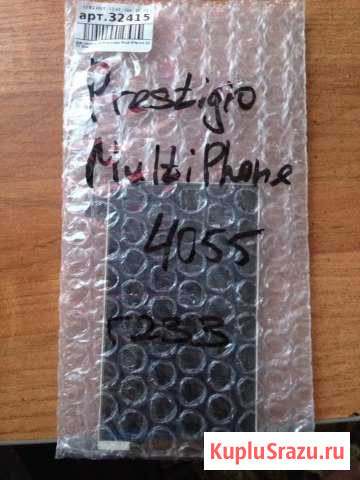 арт.32415
Prestigio
MultiPhone
4055
KupluSrazu.ru